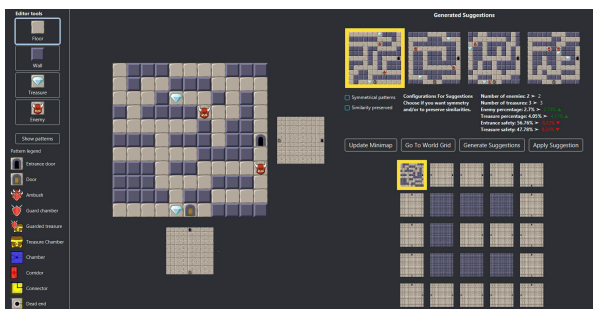 Editor tools
Floor
Wall
Treasure
Enemy
Show patterns
Pattern legend
Entrance door
Door
Ambush
Guard chamber
Guarded treasure
Treasure Chamber
Chamber
Corridor
Connector
Dead end
Generated Suggestions
Symmetrical patterns
Similarity preserved
Configurations For Suggestions
Choose if you want symmetry
and/or to preserve similarities.
Number of enemies: 2 ➢ 2
Number of treasures: 3 ➢ 3
Enemy percentage: 2.7% ➢
Treasure percentage: 4.05% ➢
Entrance safety: 56.76% ➢
Treasure safety: 47.78% ➢
Update Minimap
Go To World Grid
Generate Suggestions
Apply Suggestion